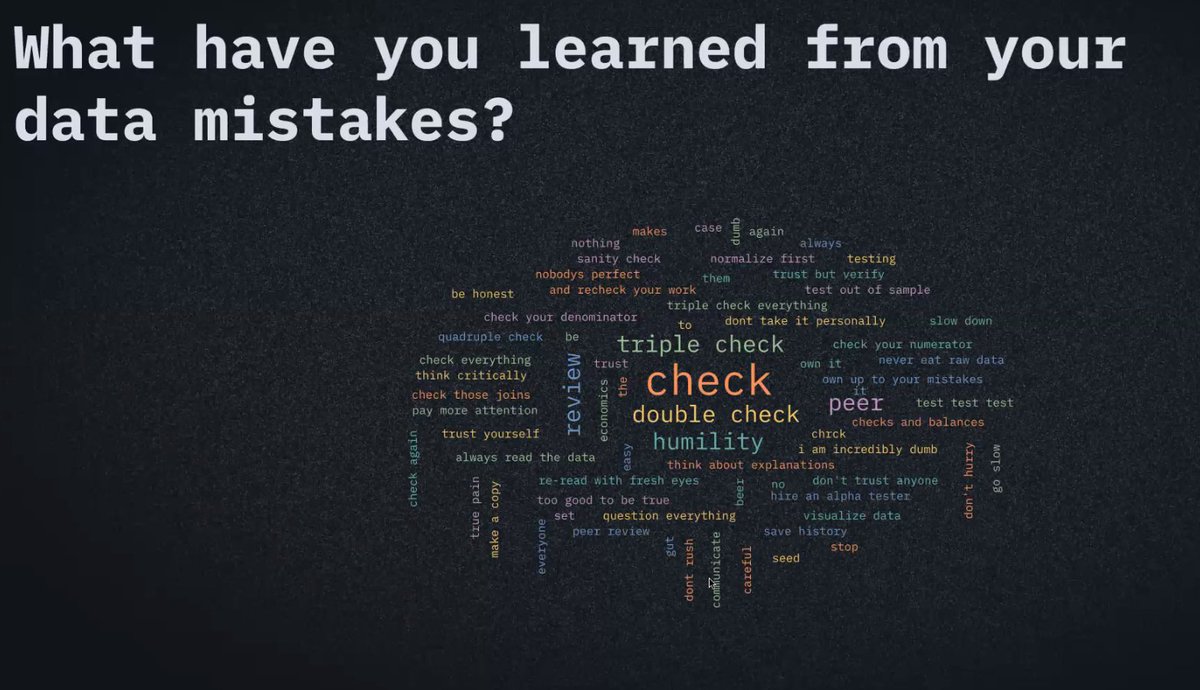 What have you learned from your
data mistakes?
makes
case
dumb
again
nothing
always
sanity check
normalize first
testing
nobodys perfect
them
trust but verify
be honest
and recheck your work
test out of sample
triple check everything
check your denominator
to
dont take it personally
slow down
quadruple check
be
triple check
check your numerator
check everything
review
trust
own it
never eat raw data
think critically
economics
the
check
own up to your mistakes
it
check those joins
peer
test test test
pay more attention
double check
checks and balances
trust yourself
humility
chrck
check again
always read the data
easy
i am incredibly dumb
don't hurry
go slow
think about explanations
true pain
make a copy
re-read with fresh eyes
beer
no
don't trust anyone
too good to be true
hire an alpha tester
set
question everything
visualize data
everyone
peer review
gut
save history
dont rush
communicate
careful
stop
seed